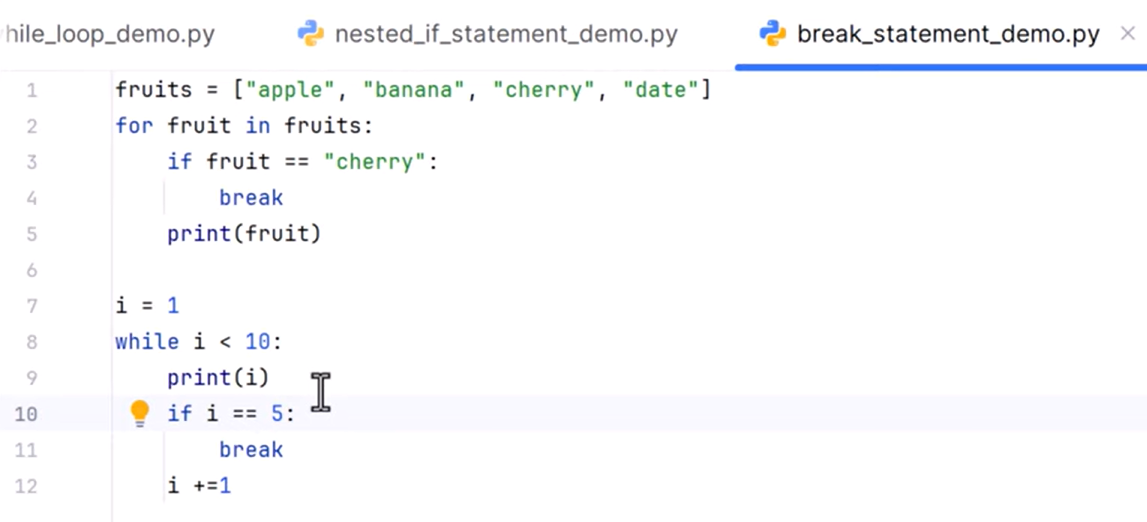 hile_loop_demo.py nested_if_statement_demo.py break_statement_demo.py
1 fruits = ["apple", "banana", "cherry", "date"]
2 for fruit in fruits:
3     if fruit == "cherry":
4         break
5     print(fruit)
6
7 i = 1
8 while i < 10:
9     print(i)
10     if i == 5:
11         break
12     i +=1